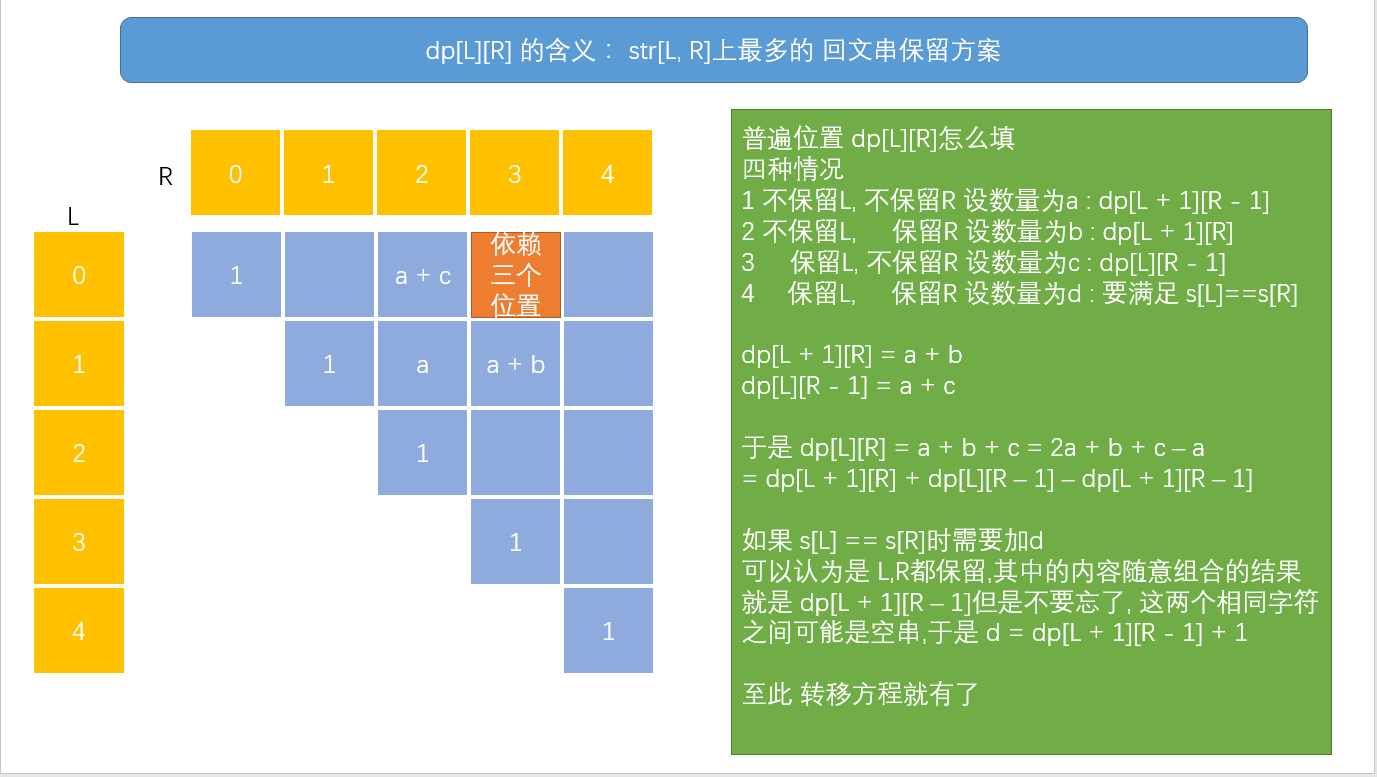 dp[L][R] 的含义 ： str[L, R]上最多的 回文串保留方案
R 0 1 2 3 4
L
0 1 a + c 依赖
三个
位置
1 1 a a + b
2 1
3 1
4 1
普遍位置 dp[L][R]怎么填
四种情况
1 不保留L, 不保留R 设数量为a : dp[L + 1][R - 1]
2 不保留L, 保留R 设数量为b : dp[L + 1][R]
3 保留L, 不保留R 设数量为c : dp[L][R - 1]
4 保留L, 保留R 设数量为d : 要满足 s[L]==s[R]
dp[L + 1][R] = a + b
dp[L][R - 1] = a + c
于是 dp[L][R] = a + b + c = 2a + b + c – a
= dp[L + 1][R] + dp[L][R – 1] – dp[L + 1][R – 1]
如果 s[L] == s[R]时需要加d
可以认为是 L,R都保留,其中的内容随意组合的结果
就是 dp[L + 1][R – 1]但是不要忘了, 这两个相同字符
之间可能是空串,于是 d = dp[L + 1][R - 1] + 1
至此 转移方程就有了